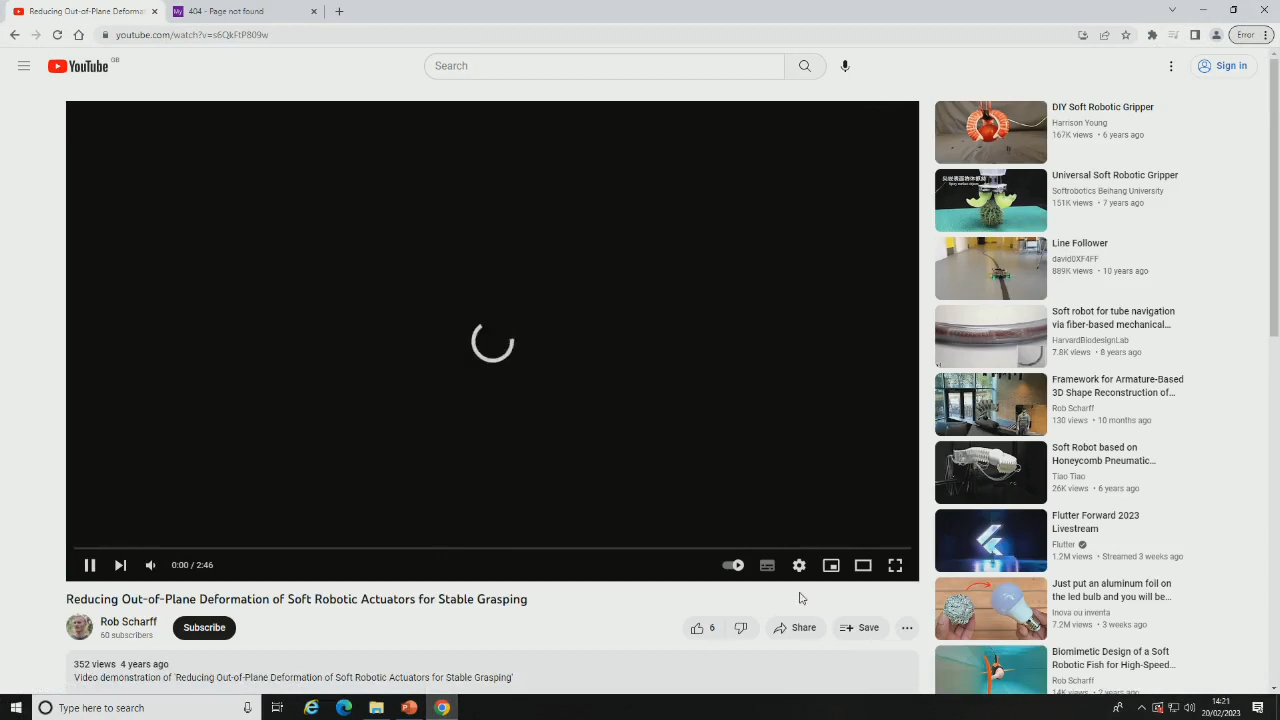 Reducing Out-of-Plane Deformat
404 - Page not found
youtube.com/watch?v=s6QkFtP809w
Error
YouTube GB
Search
Sign in
DIY Soft Robotic Gripper
Harrison Young
167K views • 6 years ago
Universal Soft Robotic Gripper
Softrobotics Beihang University
151K views • 7 years ago
Line Follower
david0XF4FF
889K views • 10 years ago
Soft robot for tube navigation
via fiber-based mechanical...
HarvardBiodesignLab
7.8K views • 8 years ago
Framework for Armature-Based
3D Shape Reconstruction of...
Rob Scharff
130 views • 10 months ago
Soft Robot based on
Honeycomb Pneumatic...
Tiao Tiao
26K views • 6 years ago
Flutter Forward 2023
Livestream
Flutter
1.2M views • Streamed 3 weeks ago
Just put an aluminum foil on
the led bulb and you will be...
Inova ou inventa
7.2M views • 3 weeks ago
Biomimetic Design of a Soft
Robotic Fish for High-Speed...
Rob Scharff
14K views • 2 years ago
0:00 / 2:46
Reducing Out-of-Plane Deformation of Soft Robotic Actuators for Stable Grasping
Rob Scharff
60 subscribers
Subscribe
6
Share
Save
352 views 4 years ago
Video demonstration of 'Reducing Out-of-Plane Deformation of Soft Robotic Actuators for Stable Grasping'
Type here to search
14:21
20/02/2023